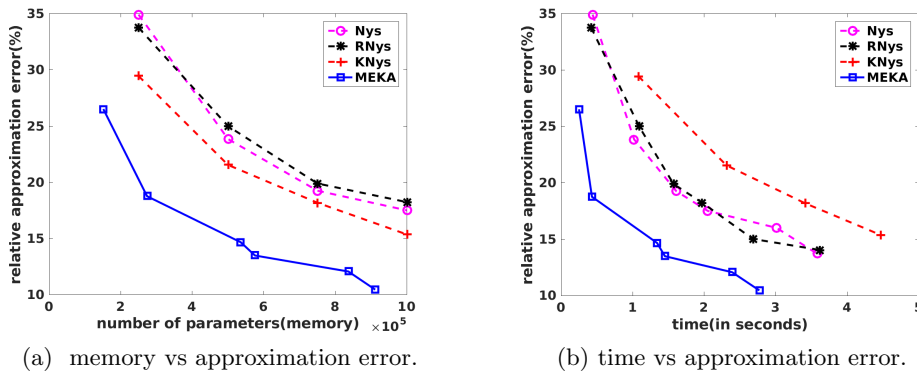 35
30
25
20
15
10
relative approximation error(%)
0
2
4
6
8
10
number of parameters(memory)
×10^5
Nys
RNys
KNys
MEKA
(a) memory vs approximation error.
35
30
25
20
15
10
relative approximation error(%)
0
1
2
3
4
5
time(in seconds)
Nys
RNys
KNys
MEKA
(b) time vs approximation error.